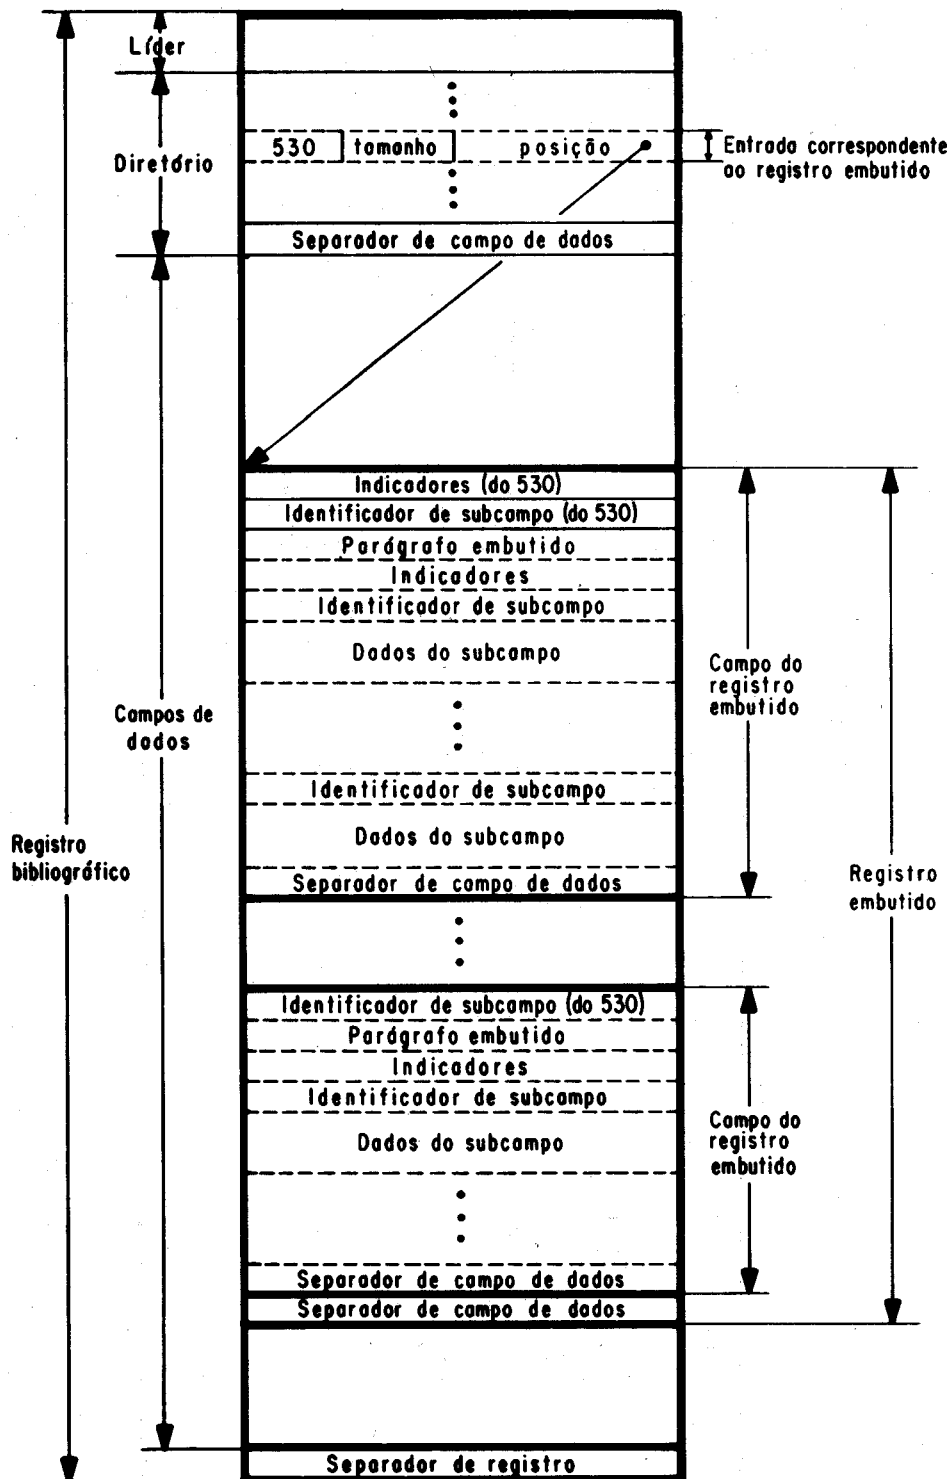 Líder
530 tamanho posição
Entrada correspondente
ao registro embutido
Diretório
Separador de campo de dados
Indicadores (do 530)
Identificador de subcampo (do 530)
Parágrafo embutido
Indicadores
Identificador de subcampo
Dados do subcampo
Campo do
registro
embutido
Campos de
dados
Identificador de subcampo
Dados do subcampo
Registro
bibliográfico
Separador de campo de dados
Registro
embutido
Identificador de subcampo (do 530)
Parágrafo embutido
Indicadores
Identificador de subcampo
Dados do subcampo
Campo do
registro
embutido
Separador de campo de dados
Separador de campo de dados
Separador de registro